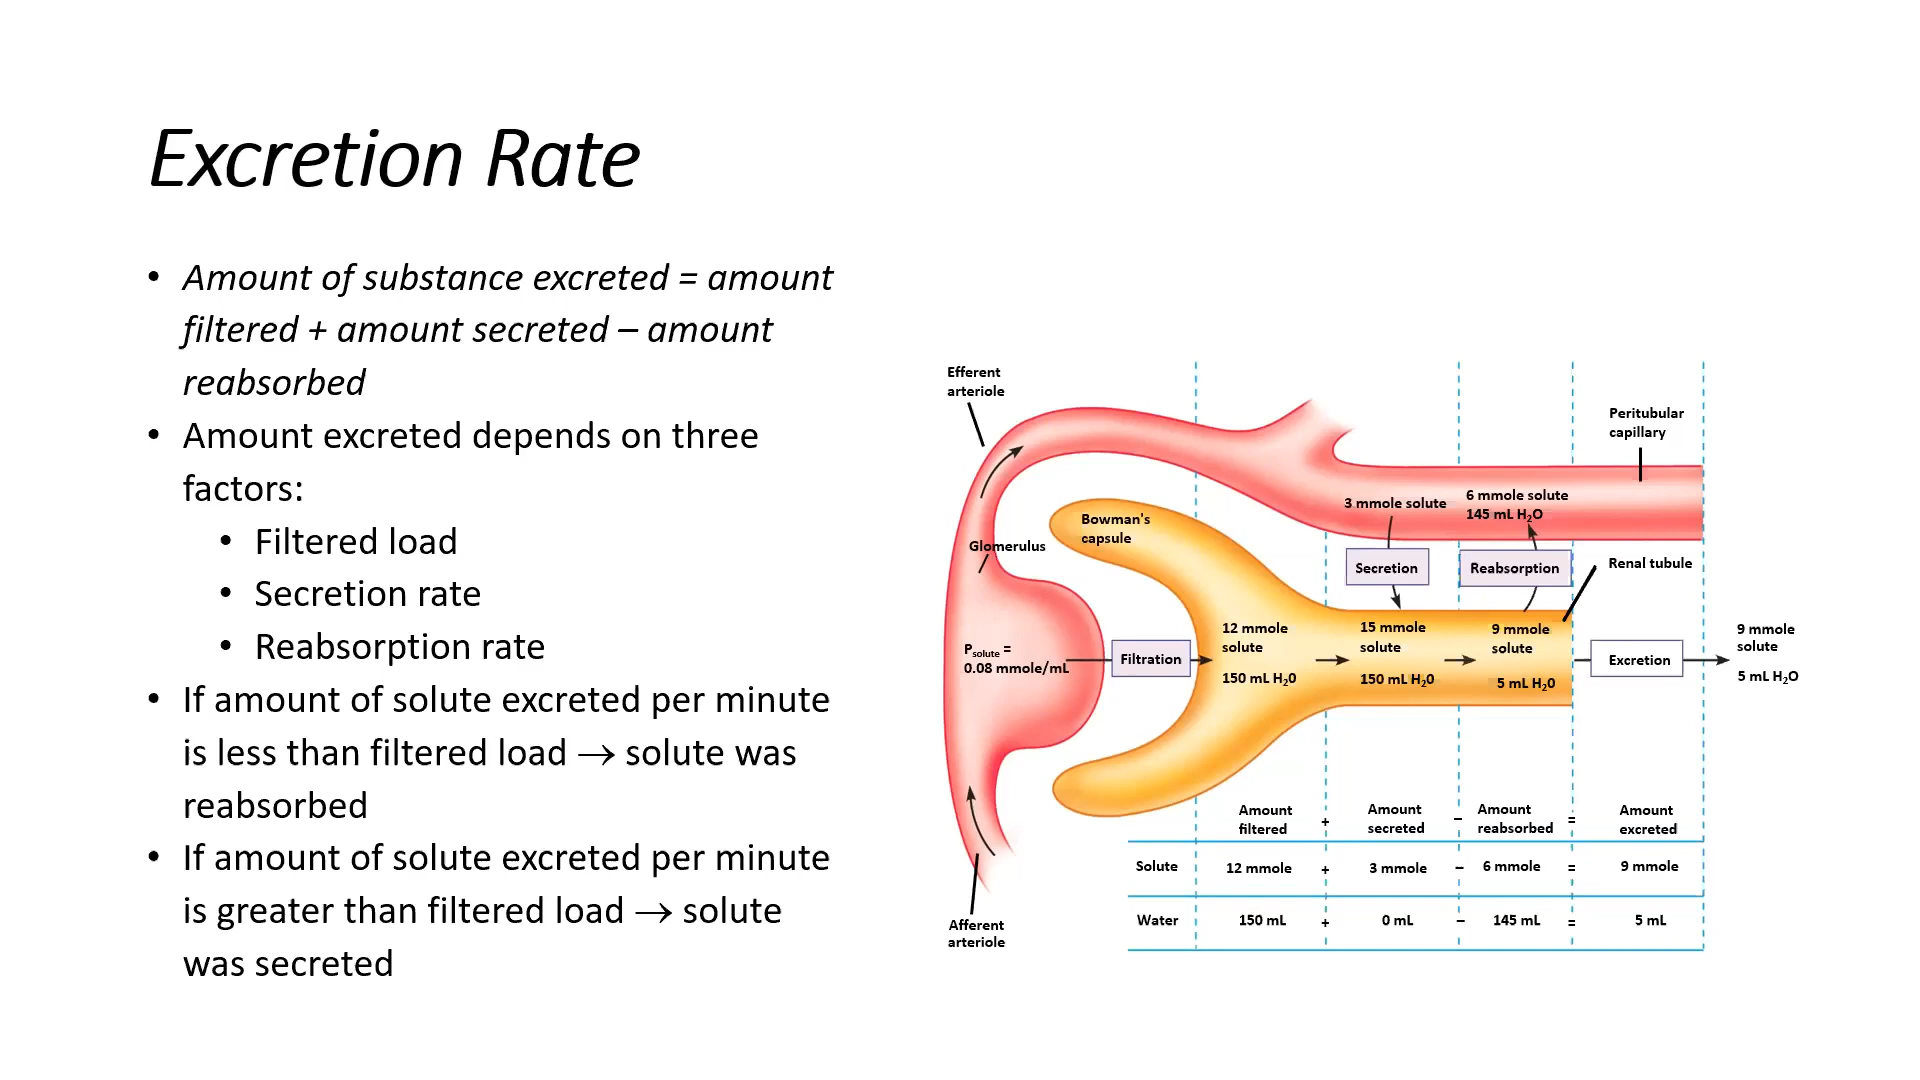 Excretion Rate
• Amount of substance excreted = amount
filtered + amount secreted – amount
reabsorbed
• Amount excreted depends on three
factors:
• Filtered load
• Secretion rate
• Reabsorption rate
• If amount of solute excreted per minute
is less than filtered load → solute was
reabsorbed
• If amount of solute excreted per minute
is greater than filtered load → solute
was secreted
Efferent
arteriole
Peritubular
capillary
3 mmole solute
6 mmole solute
145 mL H₂O
Bowman's
capsule
Glomerulus
Secretion
Reabsorption
Renal tubule
Psolute =
0.08 mmole/mL
Filtration
12 mmole
solute
150 mL H₂0
15 mmole
solute
150 mL H₂0
9 mmole
solute
5 mL H₂0
Excretion
9 mmole
solute
5 mL H₂O
Afferent
arteriole
Amount
filtered
+
Amount
secreted
–
Amount
reabsorbed
=
Amount
excreted
Solute 12 mmole + 3 mmole – 6 mmole = 9 mmole
Water 150 mL + 0 mL – 145 mL = 5 mL